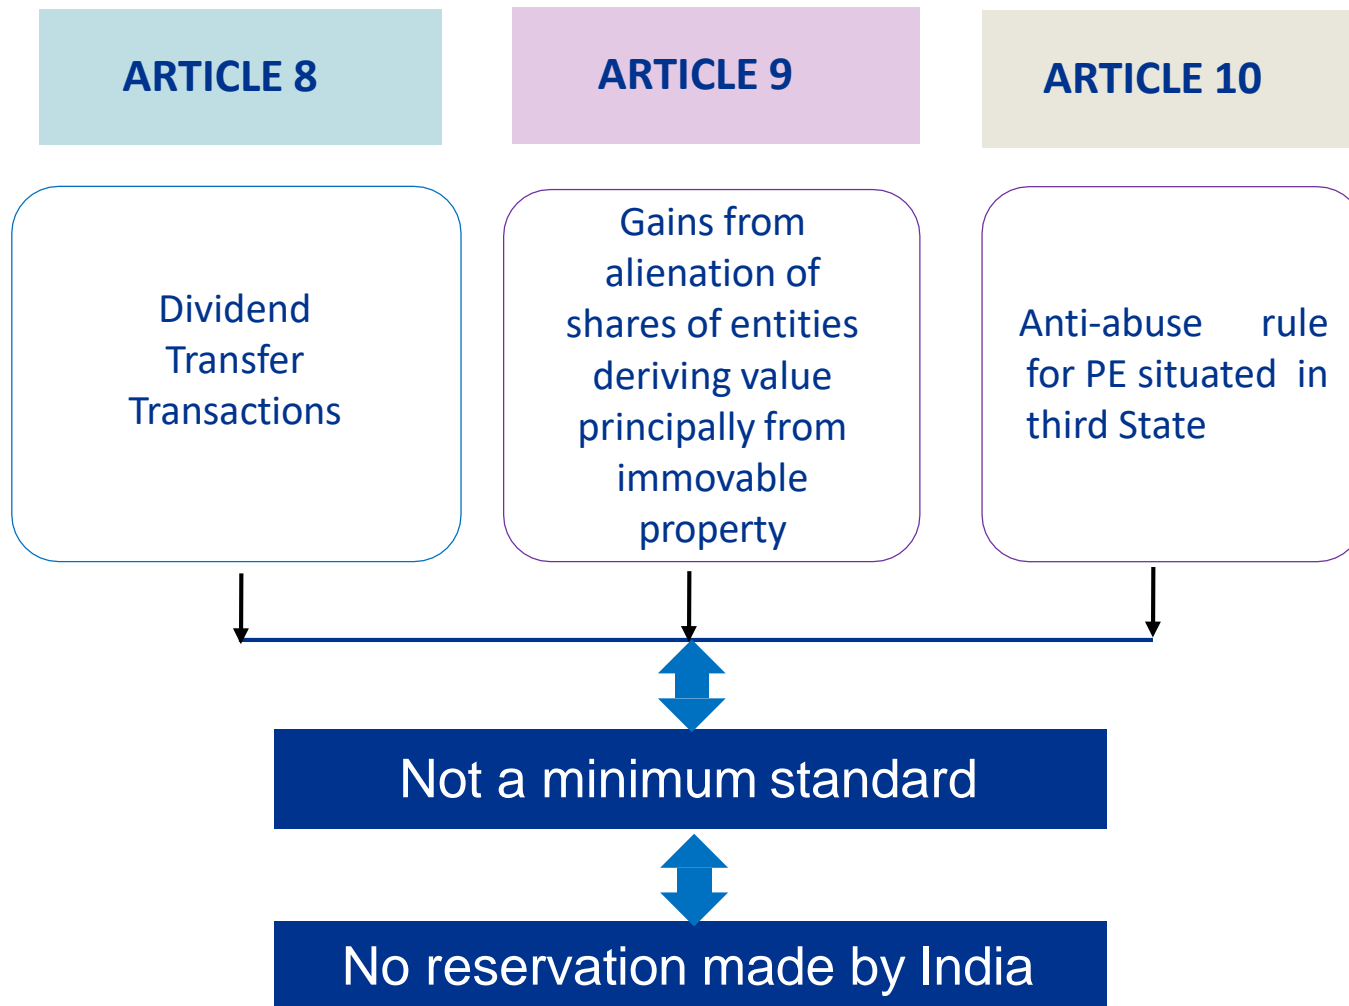 ARTICLE 8
ARTICLE 9
ARTICLE 10
Dividend
Transfer
Transactions
Gains from
alienation of
shares of entities
deriving value
principally from
immovable
property
Anti-abuse rule
for PE situated in
third State
Not a minimum standard
No reservation made by India